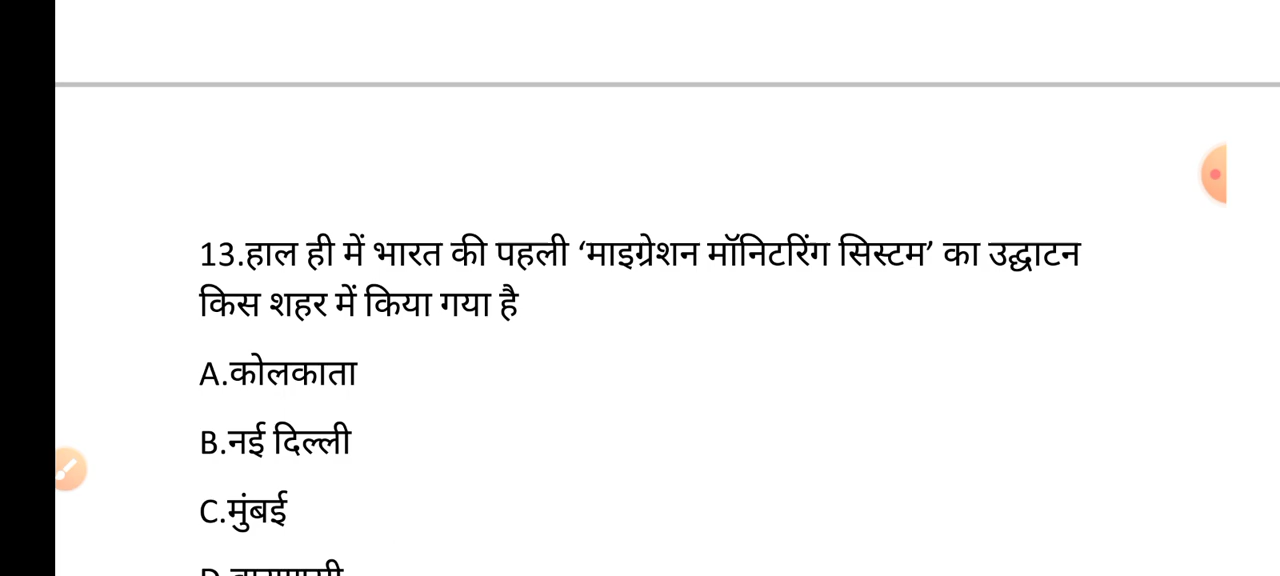 13.हाल ही में भारत की पहली ‘माइग्रेशन मॉनिटरिंग सिस्टम’ का उद्घाटन
किस शहर में किया गया है
A.कोलकाता
B.नई दिल्ली
C.मुंबई